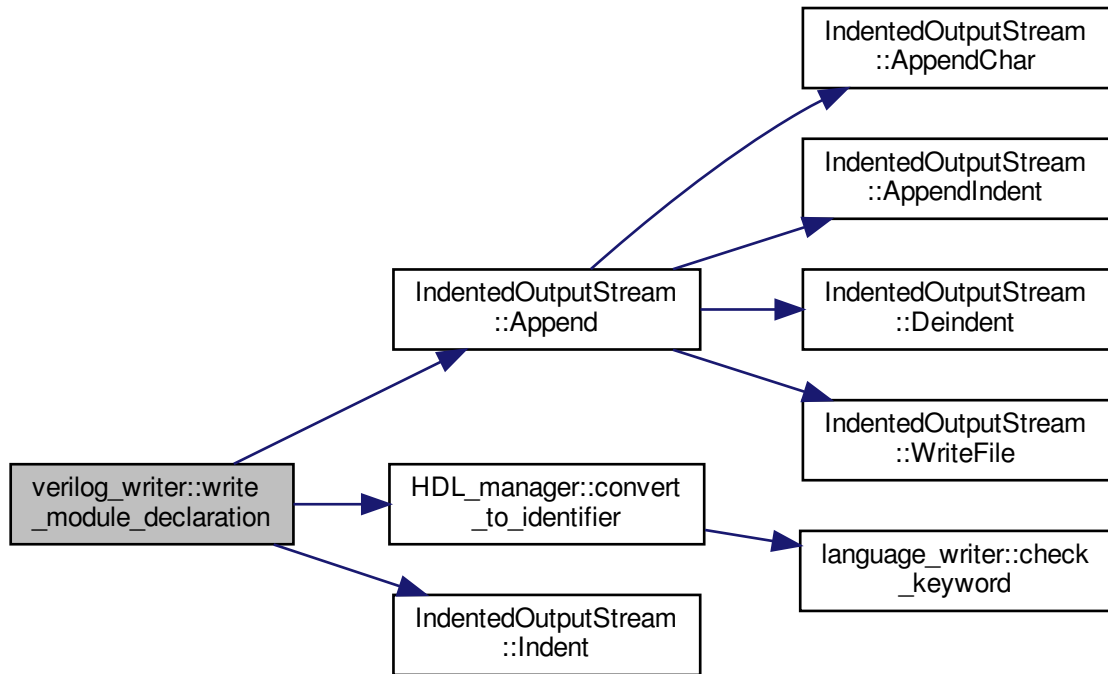 verilog_writer::write
_module_declaration
IndentedOutputStream
::Append
HDL_manager::convert
_to_identifier
IndentedOutputStream
::Indent
IndentedOutputStream
::AppendChar
IndentedOutputStream
::AppendIndent
IndentedOutputStream
::Deindent
IndentedOutputStream
::WriteFile
language_writer::check
_keyword